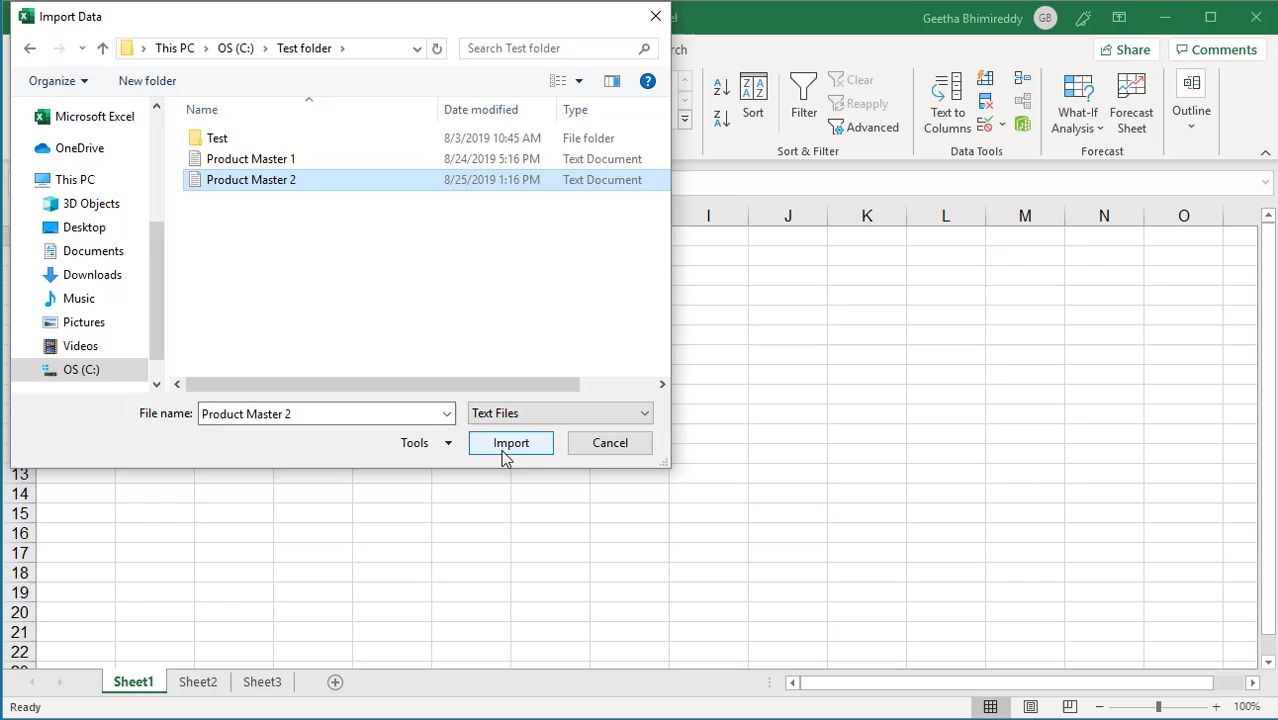 Import Data
el
Geetha Bhimireddy GB
This PC OS (C:) Test folder
Search Test folder
rch
Share
Comments
Organize
New folder
Name
Date modified
Type
Microsoft Excel
OneDrive
This PC
3D Objects
Desktop
Documents
Downloads
Music
Pictures
Videos
OS (C:)
Test 8/3/2019 10:45 AM File folder
Product Master 1 8/24/2019 5:16 PM Text Document
Product Master 2 8/25/2019 1:16 PM Text Document
File name: Product Master 2
Text Files
Tools
Import
Cancel
Sort
Filter
Clear
Reapply
Advanced
Sort & Filter
Text to
Columns
Data Tools
What-If
Analysis
Forecast
Sheet
Forecast
Outline
I J K L M N O
13
14
15
16
17
18
19
20
21
22
Sheet1
Sheet2
Sheet3
Ready
100%